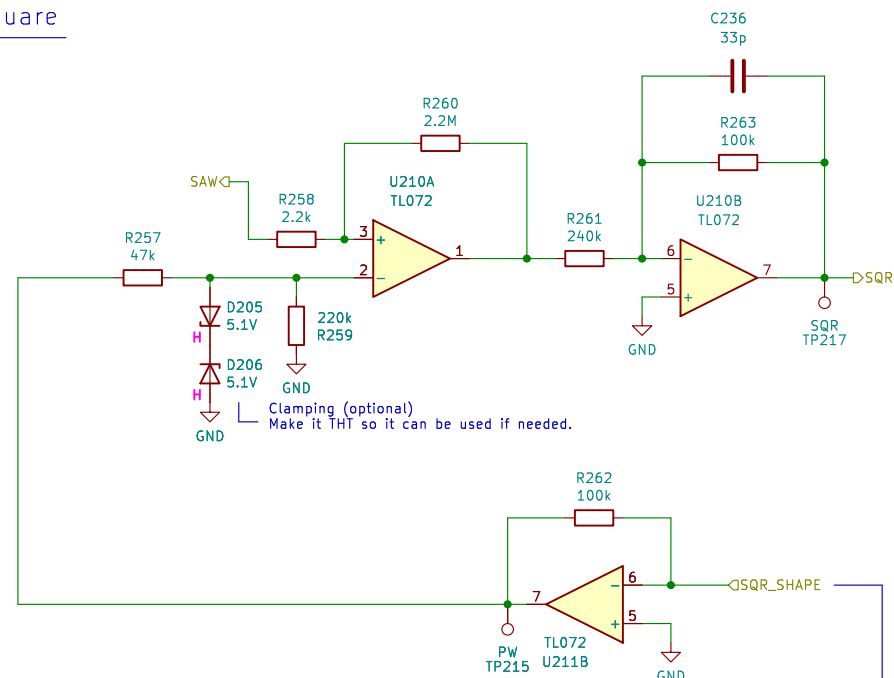 uare
C236
33p
R260
2.2M
R263
100k
SAW
U210A
TL072
R258
2.2k
U210B
TL072
R261
240k
R257
47k
3
+
1
2
-
6
-
7
5
+
SQR
D205
5.1V
H
220k
R259
GND
SQR
TP217
D206
5.1V
H
GND
GND
Clamping (optional)
Make it THT so it can be used if needed.
R262
100k
6
-
SQR_SHAPE
7
5
+
PW
TP215
TL072
U211B
GND